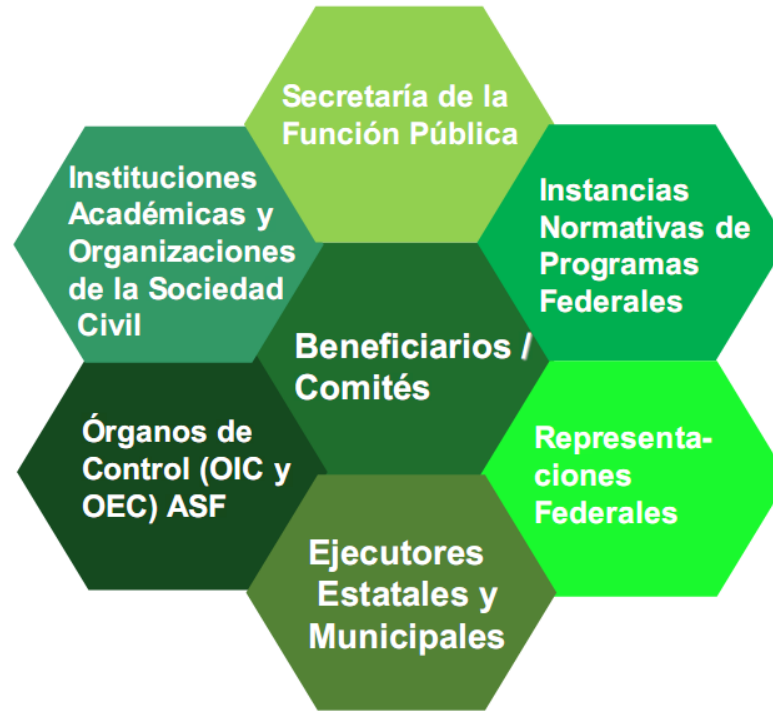 Secretaría de la
Función Pública
Instituciones
Académicas y
Organizaciones
de la Sociedad
Civil
Instancias
Normativas de
Programas
Federales
Beneficiarios /
Comités
Órganos de
Control (OIC y
OEC) ASF
Representa-
ciones
Federales
Ejecutores
Estatales y
Municipales